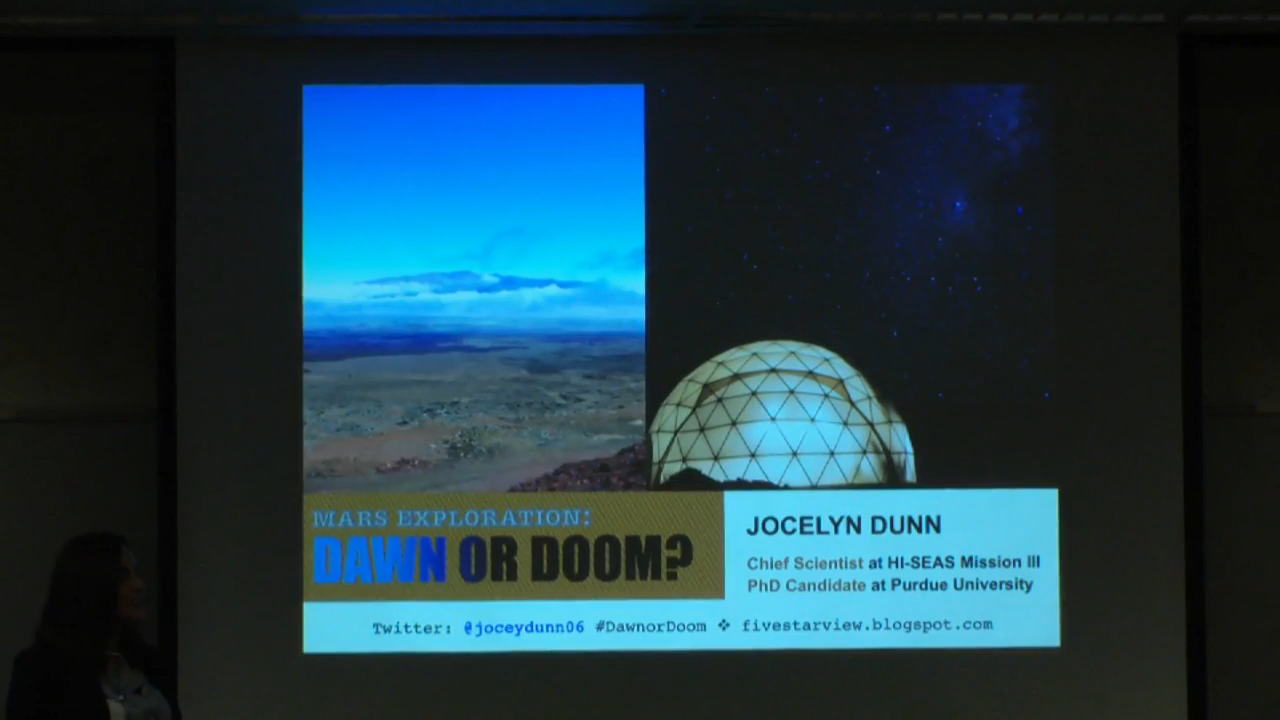 MARS EXPLORATION:
DAWN OR DOOM?
JOCELYN DUNN
Chief Scientist at HI-SEAS Mission III
PhD Candidate at Purdue University
Twitter: @joceydunn06 #DawnorDoom ❖ fivestarview.blogspot.com